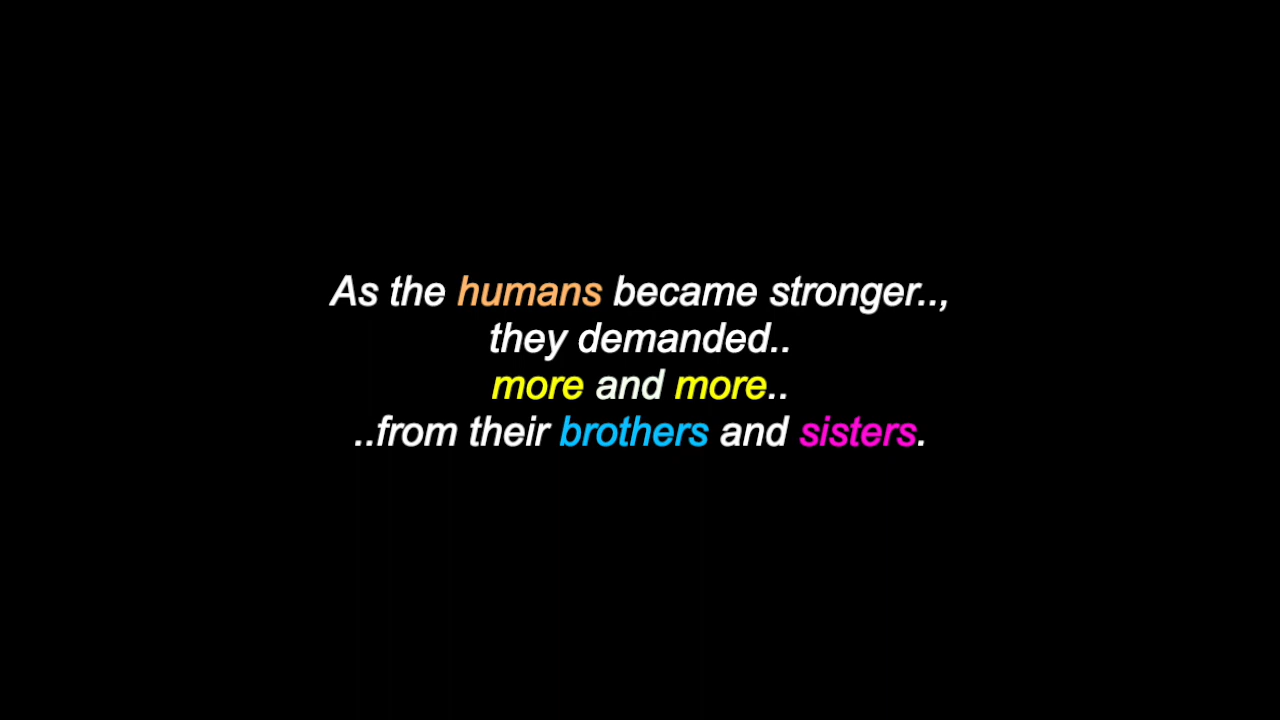 As the humans became stronger..,
they demanded..
more and more..
..from their brothers and sisters.